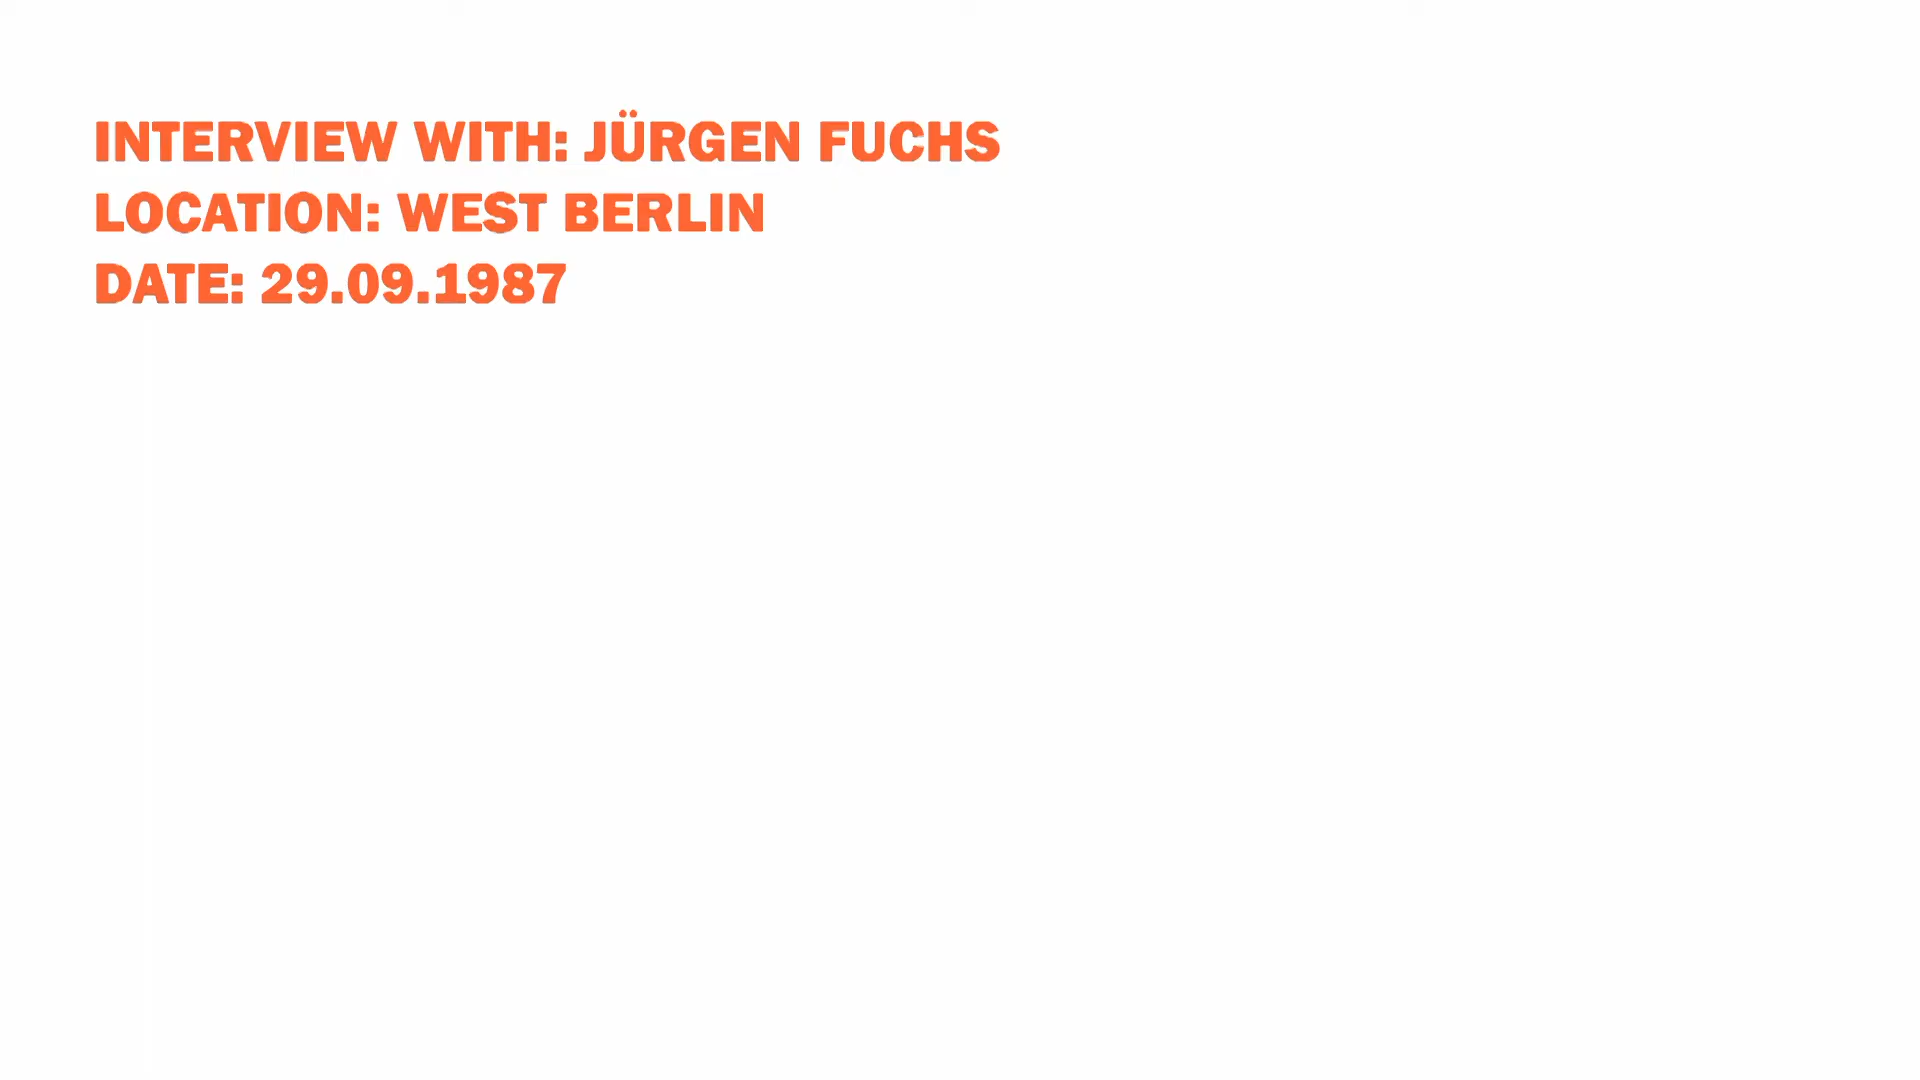 INTERVIEW WITH: JÜRGEN FUCHS
LOCATION: WEST BERLIN
DATE: 29.09.1987